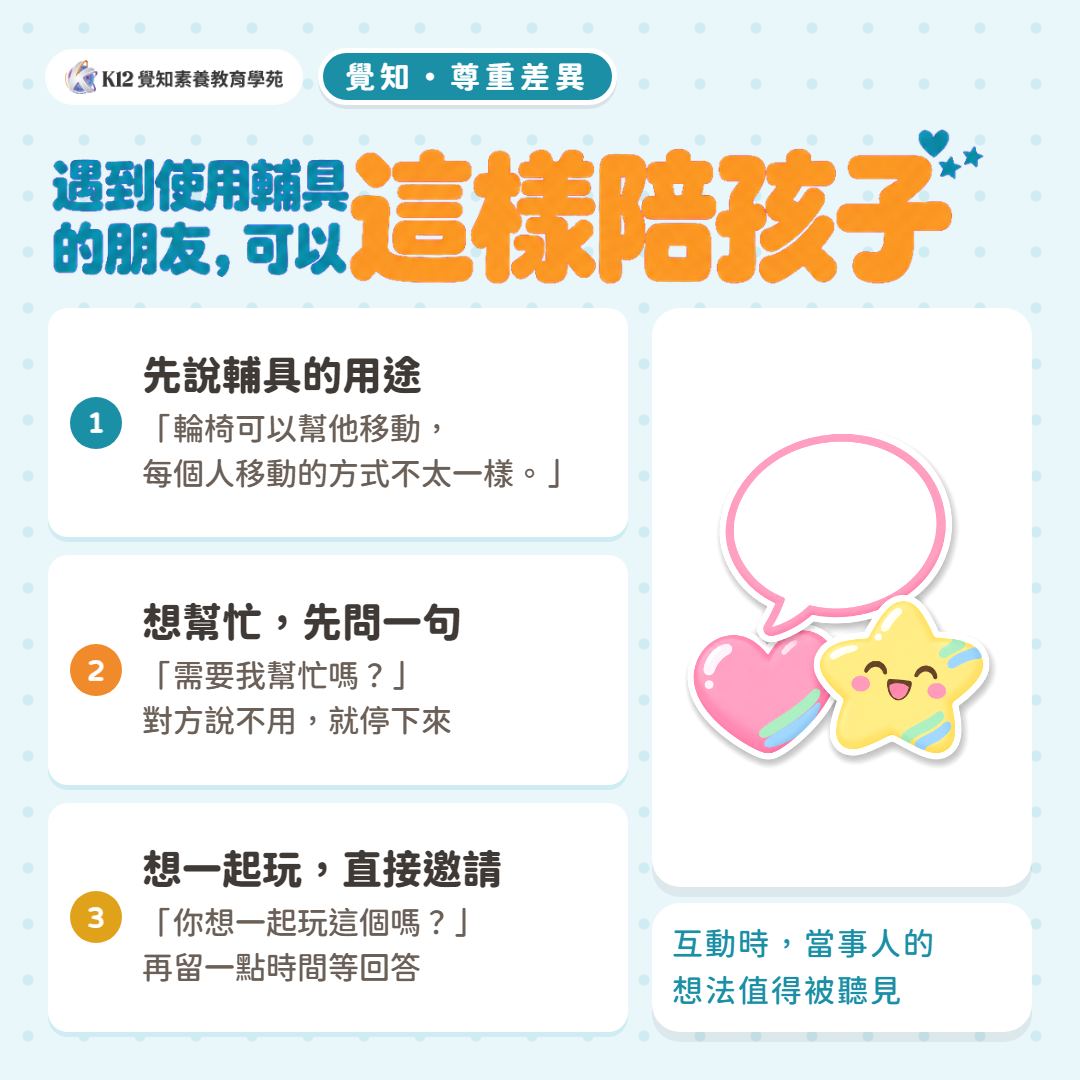 K12 覺知素養教育學苑
覺知・尊重差異
遇到使用輔具
的朋友，可以
這樣陪孩子
1
先說輔具的用途
「輪椅可以幫他移動，
每個人移動的方式不太一樣。」
2
想幫忙，先問一句
「需要我幫忙嗎？」
對方說不用，就停下來
3
想一起玩，直接邀請
「你想一起玩這個嗎？」
再留一點時間等回答
互動時，當事人的
想法值得被聽見